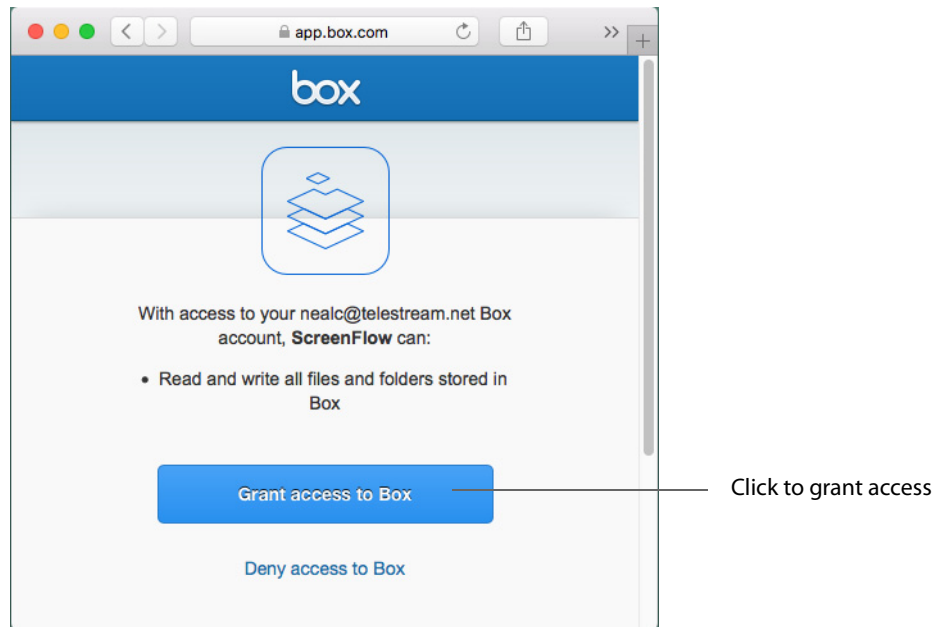 app.box.com
box
With access to your nealc@telestream.net Box
account, ScreenFlow can:
• Read and write all files and folders stored in
Box
Grant access to Box
Click to grant access
Deny access to Box